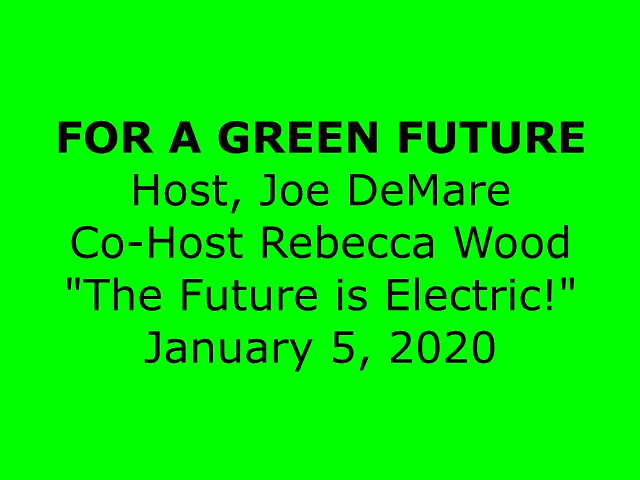 FOR A GREEN FUTURE
Host, Joe DeMare
Co-Host Rebecca Wood
"The Future is Electric!"
January 5, 2020